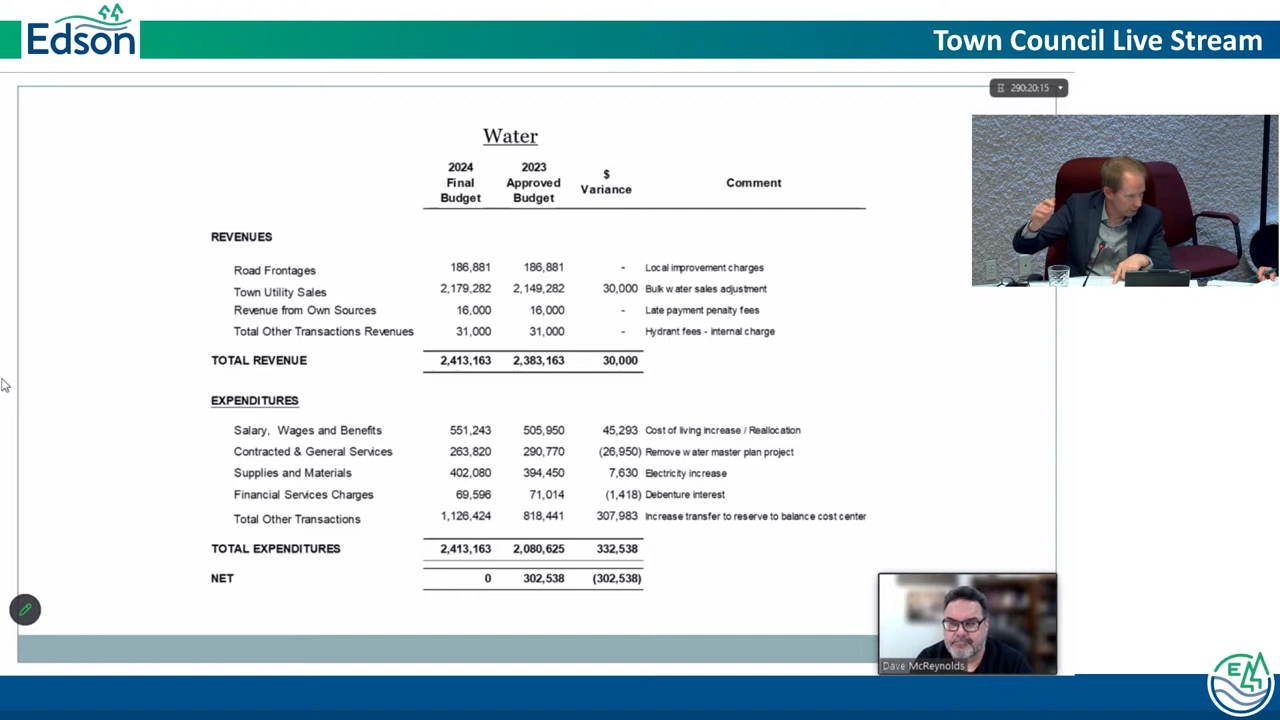 Edson
Town Council Live Stream
290:20:15
Water
2024 Final Budget
2023 Approved Budget
$ Variance
Comment
REVENUES
Road Frontages 186,881 186,881 - Local improvement charges
Town Utility Sales 2,179,282 2,149,282 30,000 Bulk water sales adjustment
Revenue from Own Sources 16,000 16,000 - Late payment penalty fees
Total Other Transactions Revenues 31,000 31,000 - Hydrant fees - internal charge
TOTAL REVENUE 2,413,163 2,383,163 30,000
EXPENDITURES
Salary, Wages and Benefits 551,243 505,950 45,293 Cost of living increase / Reallocation
Contracted & General Services 263,820 290,770 (26,950) Remove water master plan project
Supplies and Materials 402,080 394,450 7,630 Electricity increase
Financial Services Charges 69,596 71,014 (1,418) Debenture interest
Total Other Transactions 1,126,424 818,441 307,983 Increase transfer to reserve to balance cost center
TOTAL EXPENDITURES 2,413,163 2,080,625 332,538
NET 0 302,538 (302,538)
Dave McReynolds